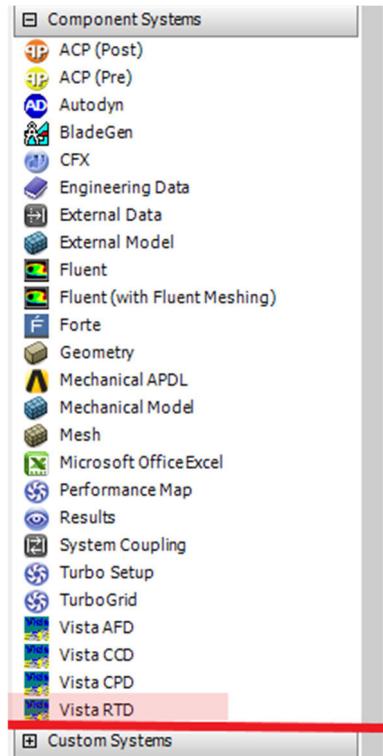 Component Systems
ACP (Post)
ACP (Pre)
Autodyn
BladeGen
CFX
Engineering Data
External Data
External Model
Fluent
Fluent (with Fluent Meshing)
Forte
Geometry
Mechanical APDL
Mechanical Model
Mesh
Microsoft Office Excel
Performance Map
Results
System Coupling
Turbo Setup
TurboGrid
Vista AFD
Vista CCD
Vista CPD
Vista RTD
Custom Systems